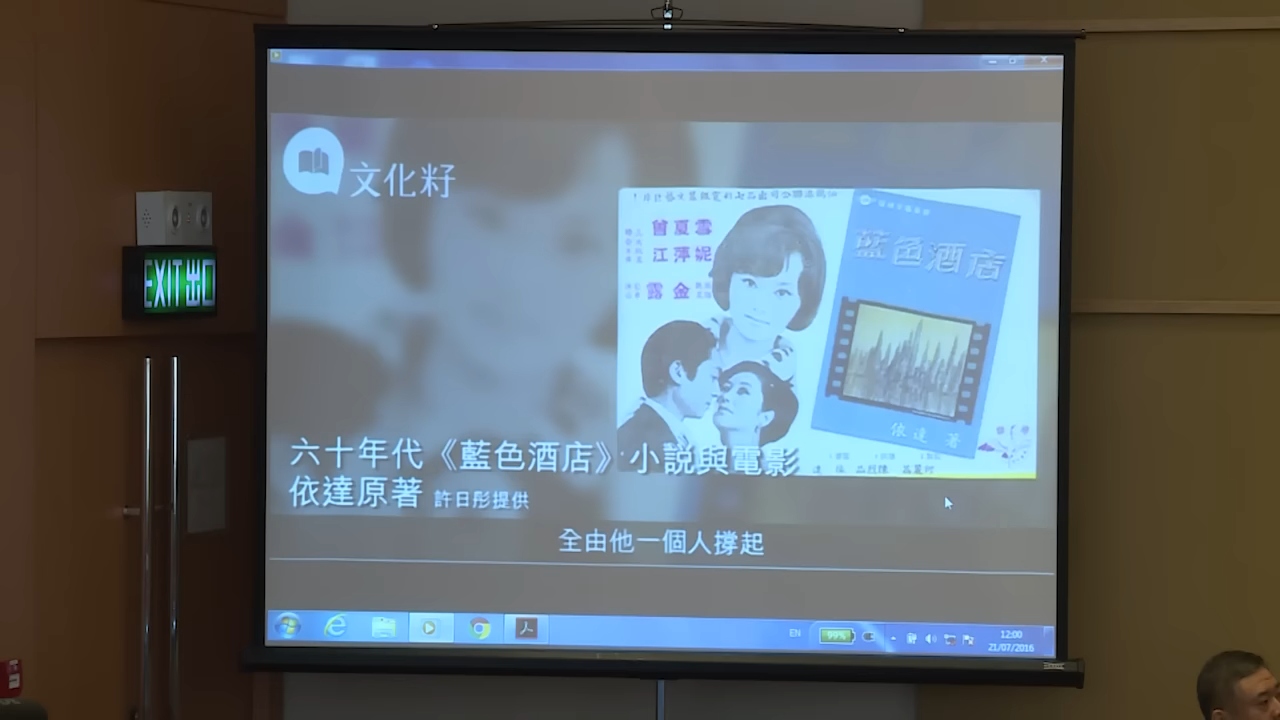 文化籽
曾夏雪
江萍妮
露金
藍色酒店
依達 著
六十年代《藍色酒店》小說與電影
依達原著 許日彤提供
全由他一個人撐起
EXIT 出口
EN
99%
12:00
21/07/2016